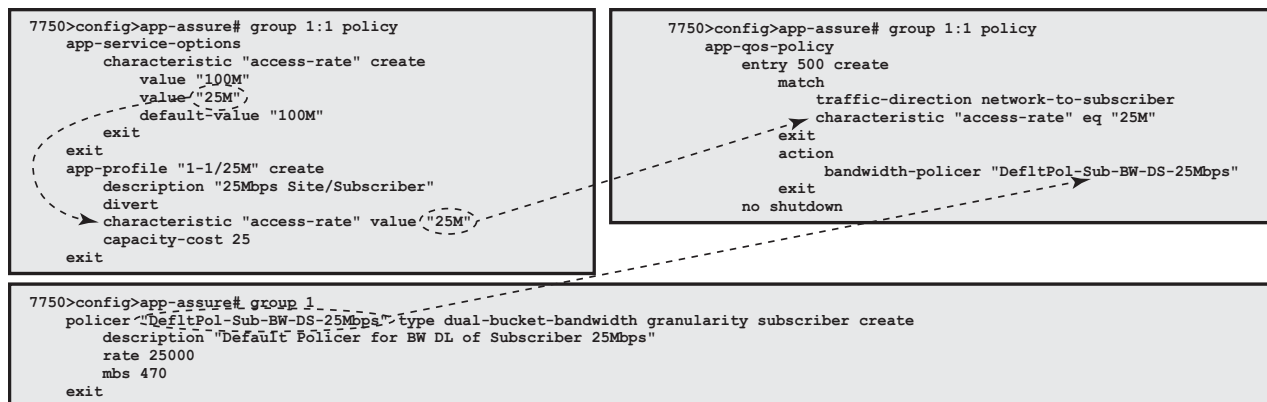 7750>config>app-assure# group 1:1 policy
app-service-options
characteristic "access-rate" create
value "100M"
value "25M"
default-value "100M"
exit
exit
app-profile "1-1/25M" create
description "25Mbps Site/Subscriber"
divert
characteristic "access-rate" value "25M"
capacity-cost 25
exit
7750>config>app-assure# group 1:1 policy
app-qos-policy
entry 500 create
match
traffic-direction network-to-subscriber
characteristic "access-rate" eq "25M"
exit
action
bandwidth-policer "DefltPol-Sub-BW-DS-25Mbps"
exit
no shutdown
7750>config>app-assure# group 1
policer "DefltPol-Sub-BW-DS-25Mbps" type dual-bucket-bandwidth granularity subscriber create
description "Default Policer for BW DL of Subscriber 25Mbps"
rate 25000
mbs 470
exit